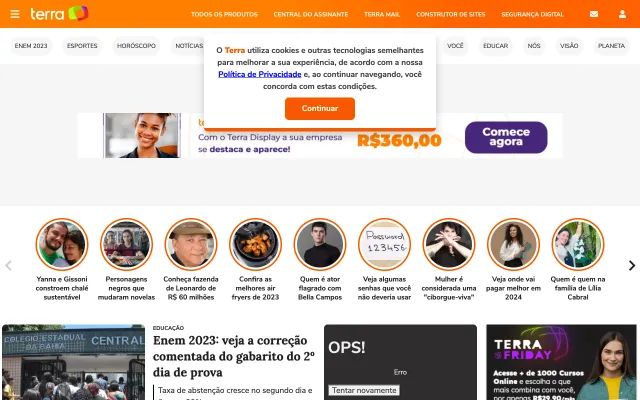 terra
TODOS OS PRODUTOS
CENTRAL DO ASSINANTE
TERRA MAIL
CONSTRUTOR DE SITES
SEGURANÇA DIGITAL
ENEM 2023
ESPORTES
HORÓSCOPO
NOTÍCIAS
VOCÊ
EDUCAR
NÓS
VISÃO
PLANETA
O Terra utiliza cookies e outras tecnologias semelhantes
para melhorar a sua experiência, de acordo com a nossa
Política de Privacidade e, ao continuar navegando, você
concorda com estas condições.
Continuar
Com o Terra Display a sua empresa
se destaca e aparece!
R$360,00
Comece
agora
Password
123456
Yanna e Gissoni
constroem chalé
sustentável
Personagens
negros que
mudaram novelas
Conheça fazenda
de Leonardo de
R$ 60 milhões
Confira as
melhores air
fryers de 2023
Quem é ator
flagrado com
Bella Campos
Veja algumas
senhas que você
não deveria usar
Mulher é
considerada uma
"ciborgue-viva"
Veja onde vai
pagar melhor em
2024
Quem é quem na
família de Lília
Cabral
COLEGIO ESTADUAL
DA BAHIA
CENTRAL
EDUCAÇÃO
Enem 2023: veja a correção
comentada do gabarito do 2º
dia de prova
Taxa de abstenção cresce no segundo dia e
OPS!
Erro
Tentar novamente
TERRA
FRIDAY
Acesse + de 1000 Cursos
Online e escolha o que
mais combina com você,
por apenas R$39,90/mês